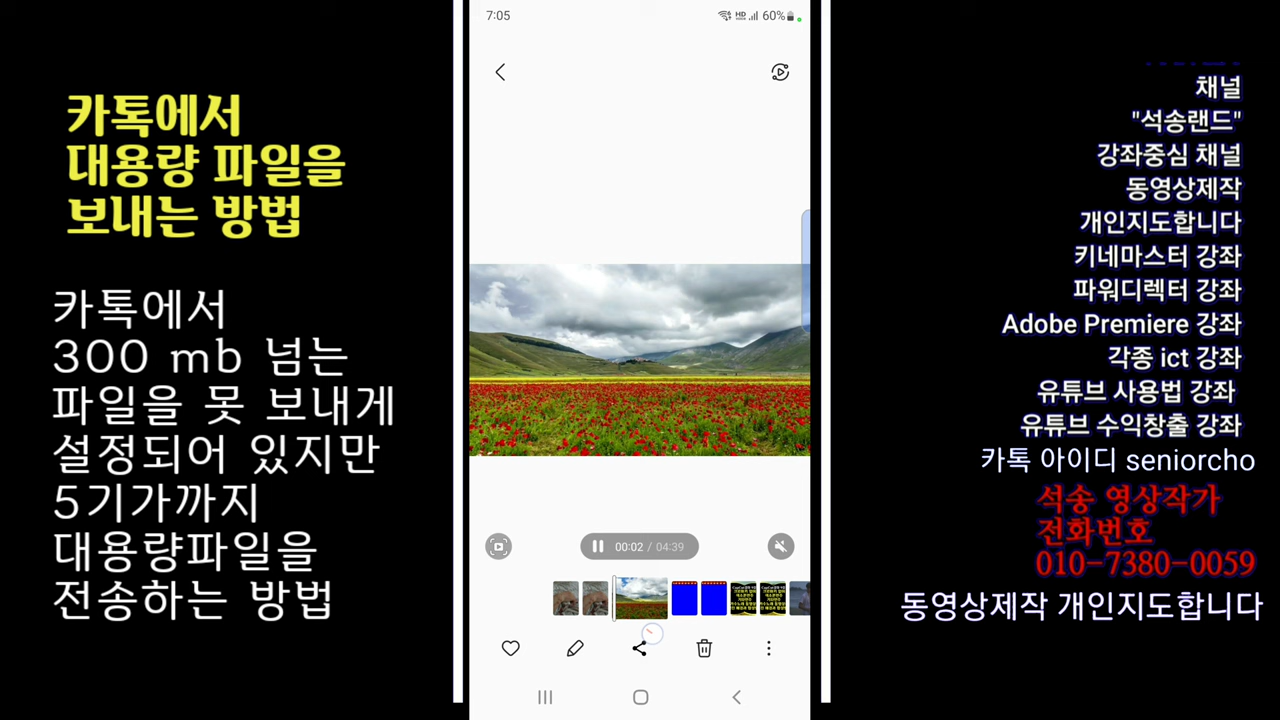 카톡에서
대용량 파일을
보내는 방법
카톡에서
300 mb 넘는
파일을 못 보내게
설정되어 있지만
5기가까지
대용량파일을
전송하는 방법
7:05
HD
60%
00:02 / 04:39
채널
"석송랜드"
강좌중심 채널
동영상제작
개인지도합니다
키네마스터 강좌
파워디렉터 강좌
Adobe Premiere 강좌
각종 ict 강좌
유튜브 사용법 강좌
유튜브 수익창출 강좌
카톡 아이디 seniorcho
석송 영상작가
전화번호
010-7380-0059
동영상제작 개인지도합니다